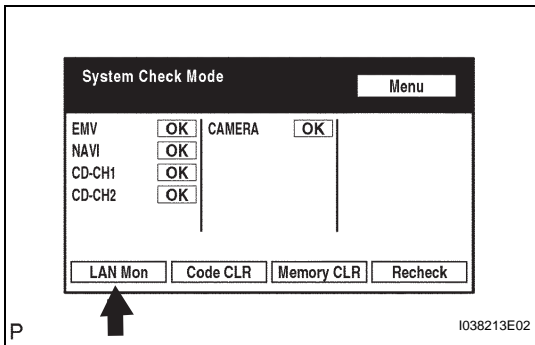 System Check Mode
Menu
EMV OK CAMERA OK
NAVI OK
CD-CH1 OK
CD-CH2 OK
LAN Mon Code CLR Memory CLR Recheck
P I038213E02